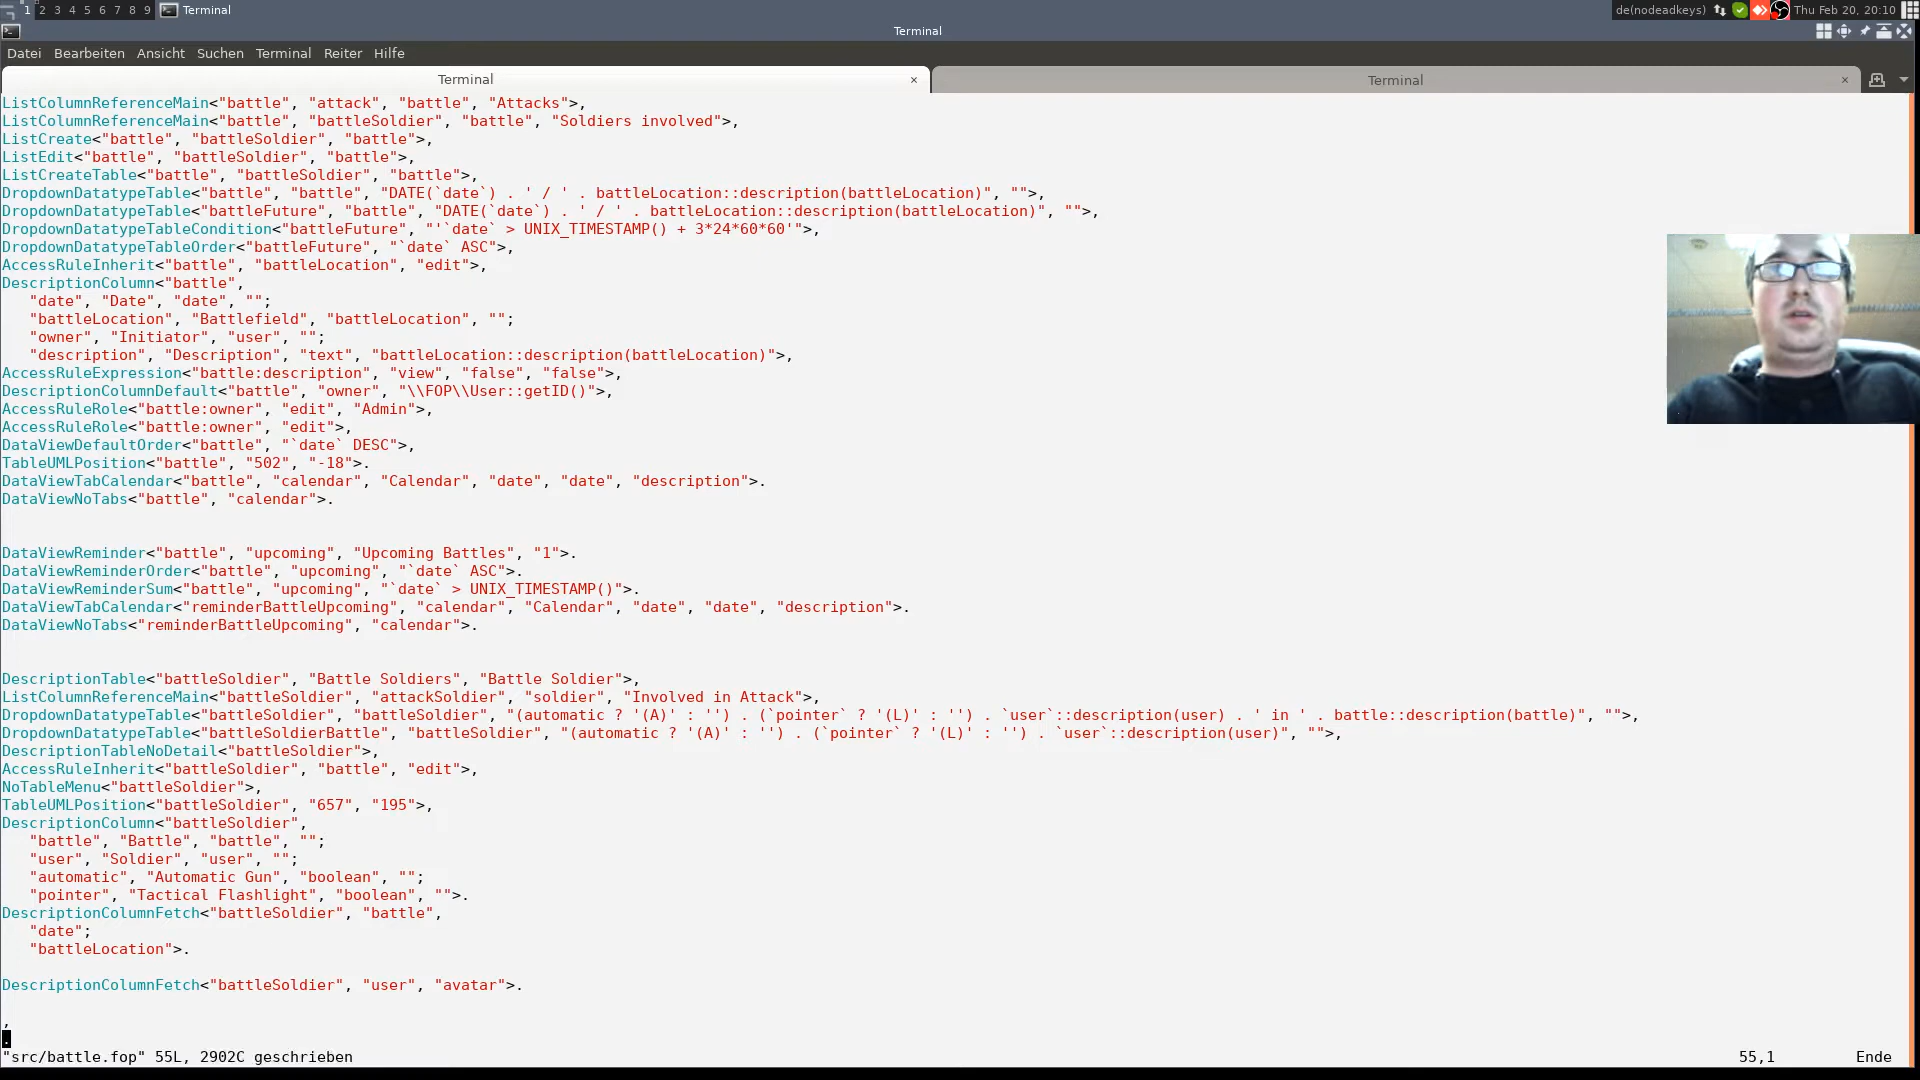 1 2 3 4 5 6 7 8 9 Terminal de(nodeadkeys) Thu Feb 20, 20:10
Terminal
Datei Bearbeiten Ansicht Suchen Terminal Reiter Hilfe
Terminal × Terminal ×
ListColumnReferenceMain<"battle", "attack", "battle", "Attacks">,
ListColumnReferenceMain<"battle", "battleSoldier", "battle", "Soldiers involved">,
ListCreate<"battle", "battleSoldier", "battle">,
ListEdit<"battle", "battleSoldier", "battle">,
ListCreateTable<"battle", "battleSoldier", "battle">,
DropdownDatatypeTable<"battle", "battle", "DATE(`date`) . ' / ' . battleLocation::description(battleLocation)", "">,
DropdownDatatypeTable<"battleFuture", "battle", "DATE(`date`) . ' / ' . battleLocation::description(battleLocation)", "">,
DropdownDatatypeTableCondition<"battleFuture", "'`date` > UNIX_TIMESTAMP() + 3*24*60*60'">,
DropdownDatatypeTableOrder<"battleFuture", "`date` ASC">,
AccessRuleInherit<"battle", "battleLocation", "edit">,
DescriptionColumn<"battle",
   "date", "Date", "date", "";
   "battleLocation", "Battlefield", "battleLocation", "";
   "owner", "Initiator", "user", "";
   "description", "Description", "text", "battleLocation::description(battleLocation)">,
AccessRuleExpression<"battle:description", "view", "false", "false">,
DescriptionColumnDefault<"battle", "owner", "\\FOP\\User::getID()">,
AccessRuleRole<"battle:owner", "edit", "Admin">,
AccessRuleRole<"battle:owner", "edit">,
DataViewDefaultOrder<"battle", "`date` DESC">,
TableUMLPosition<"battle", "502", "-18">.
DataViewTabCalendar<"battle", "calendar", "Calendar", "date", "date", "description">.
DataViewNoTabs<"battle", "calendar">.
DataViewReminder<"battle", "upcoming", "Upcoming Battles", "1">.
DataViewReminderOrder<"battle", "upcoming", "`date` ASC">.
DataViewReminderSum<"battle", "upcoming", "`date` > UNIX_TIMESTAMP()">.
DataViewTabCalendar<"reminderBattleUpcoming", "calendar", "Calendar", "date", "date", "description">.
DataViewNoTabs<"reminderBattleUpcoming", "calendar">.
DescriptionTable<"battleSoldier", "Battle Soldiers", "Battle Soldier">,
ListColumnReferenceMain<"battleSoldier", "attackSoldier", "soldier", "Involved in Attack">,
DropdownDatatypeTable<"battleSoldier", "battleSoldier", "(automatic ? '(A)' : '') . (`pointer` ? '(L)' : '') . `user`::description(user) . ' in ' . battle::description(battle)", "">,
DropdownDatatypeTable<"battleSoldierBattle", "battleSoldier", "(automatic ? '(A)' : '') . (`pointer` ? '(L)' : '') . `user`::description(user)", "">,
DescriptionTableNoDetail<"battleSoldier">,
AccessRuleInherit<"battleSoldier", "battle", "edit">,
NoTableMenu<"battleSoldier">,
TableUMLPosition<"battleSoldier", "657", "195">,
DescriptionColumn<"battleSoldier",
   "battle", "Battle", "battle", "";
   "user", "Soldier", "user", "";
   "automatic", "Automatic Gun", "boolean", "";
   "pointer", "Tactical Flashlight", "boolean", "">.
DescriptionColumnFetch<"battleSoldier", "battle",
   "date";
   "battleLocation">.
DescriptionColumnFetch<"battleSoldier", "user", "avatar">.
,
.
"src/battle.fop" 55L, 2902C geschrieben 55,1 Ende